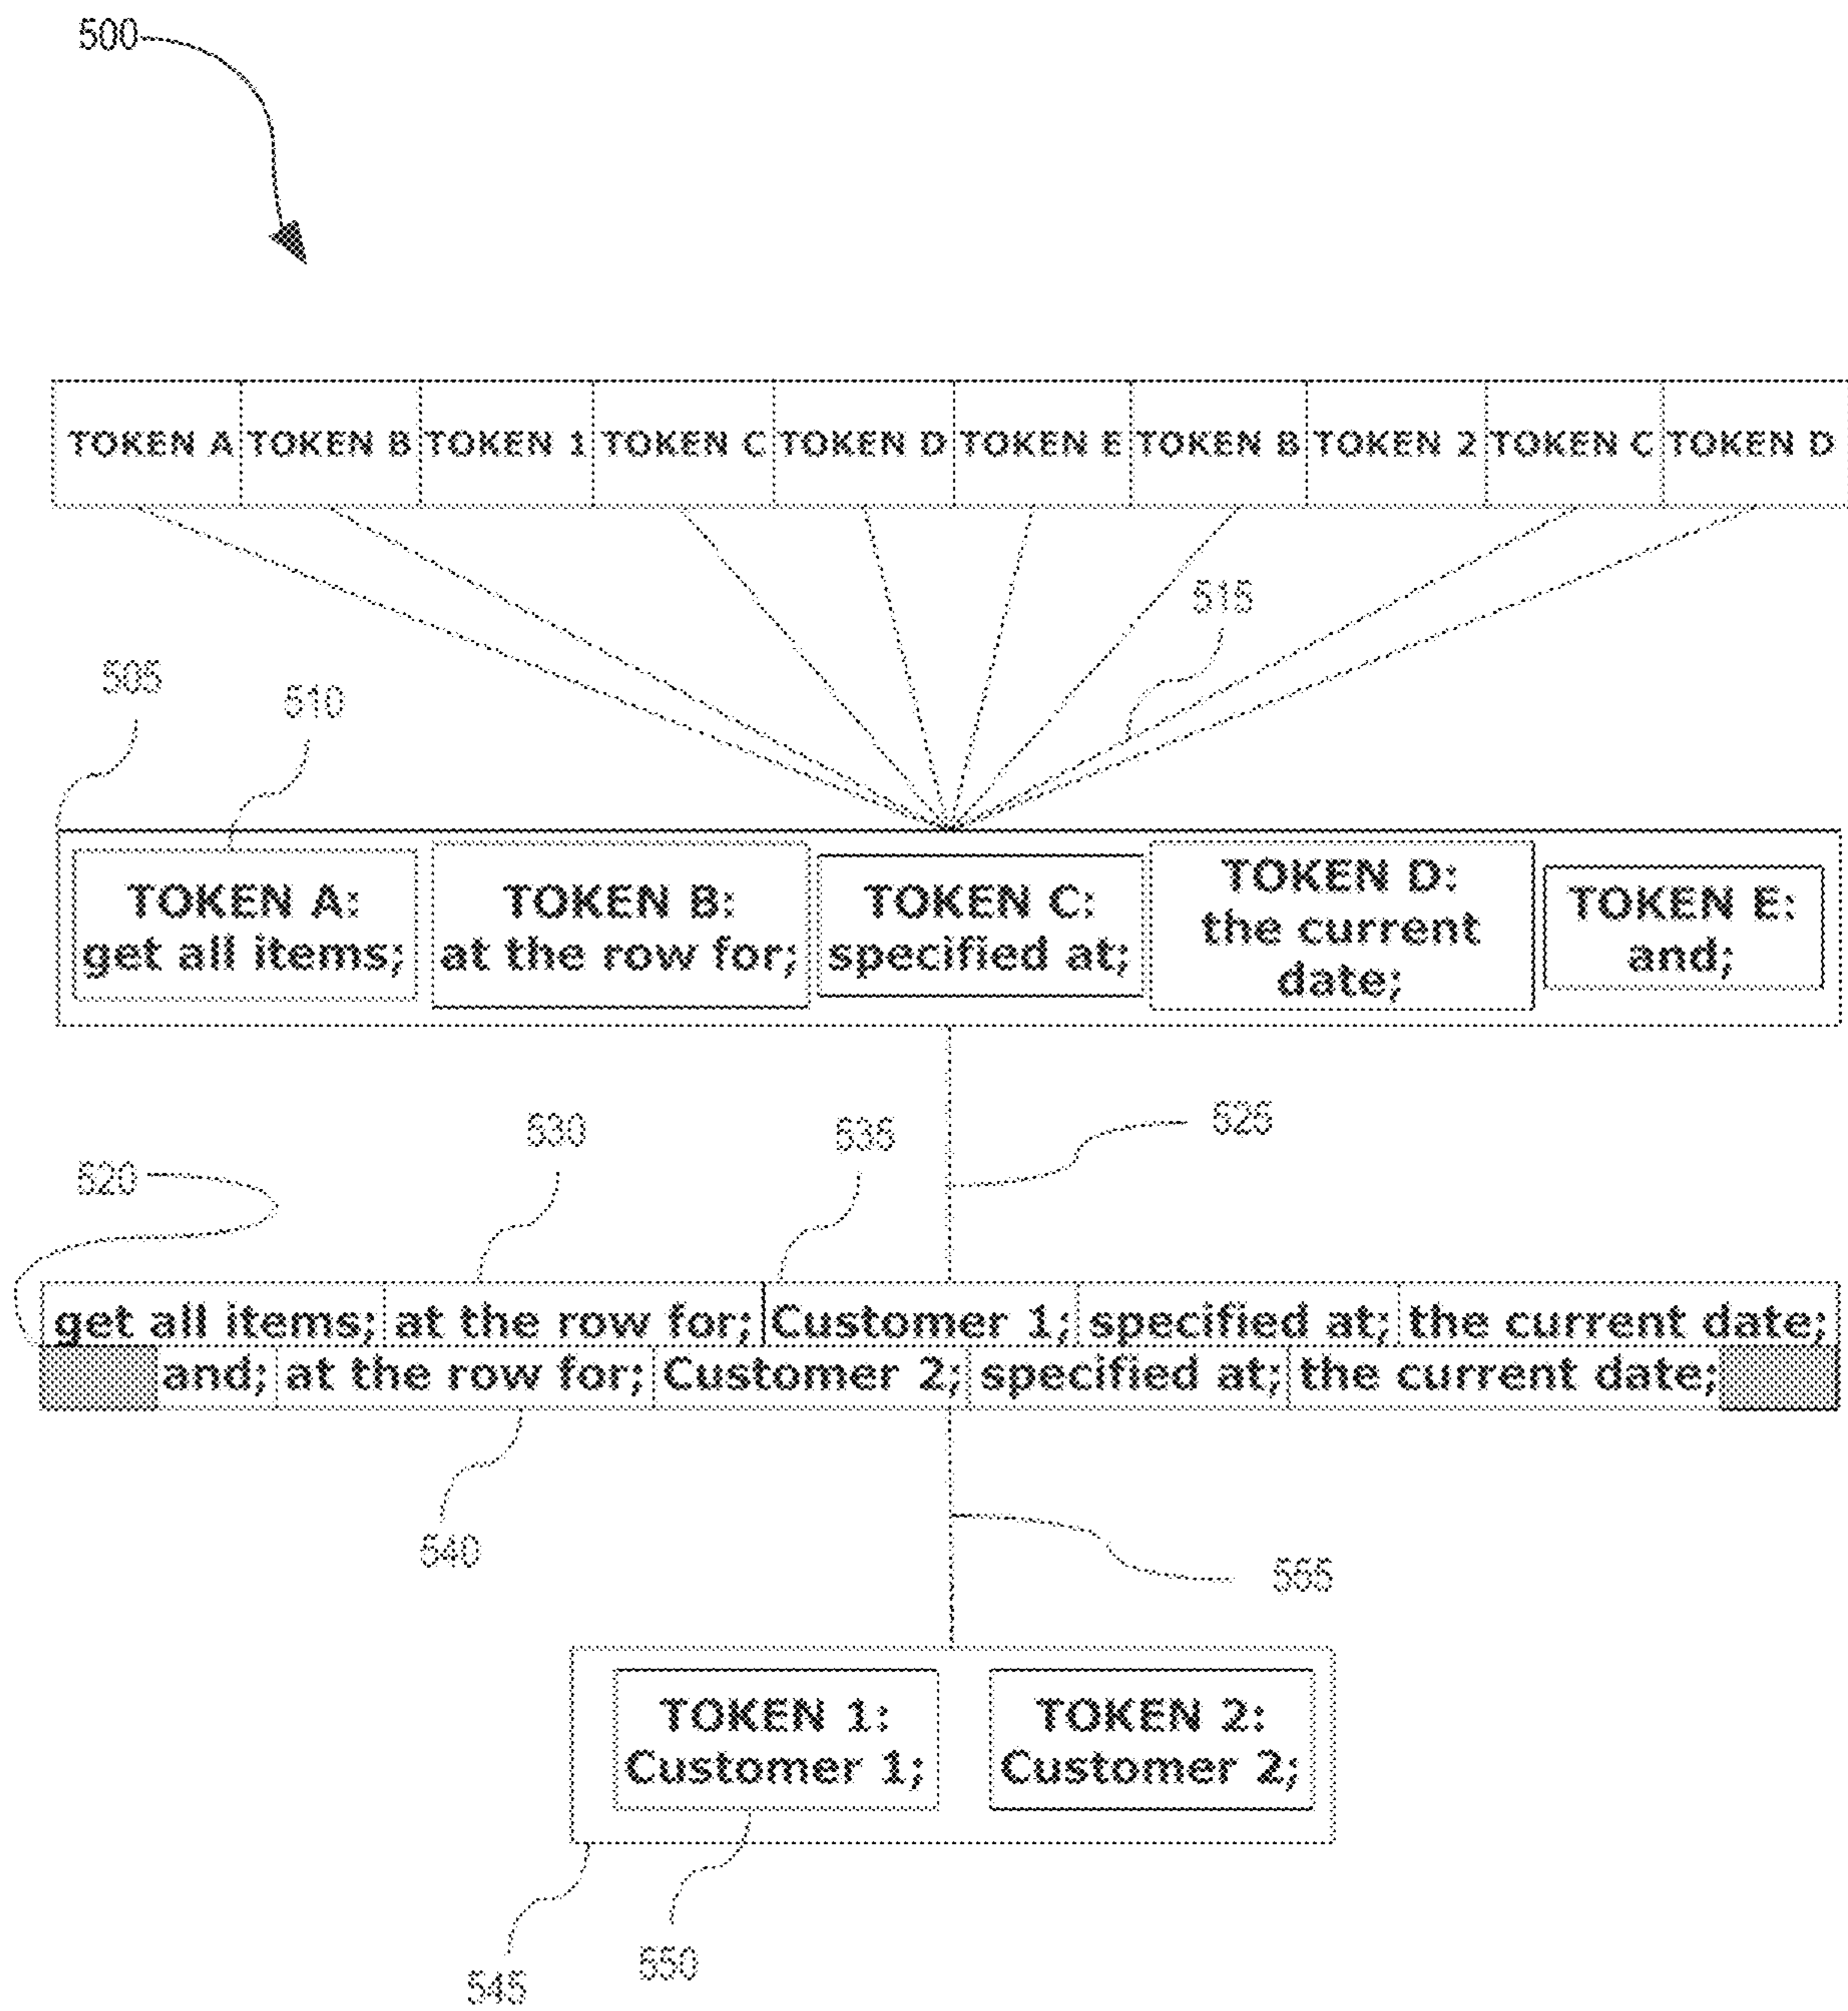 500
TOKEN A TOKEN B TOKEN 1 TOKEN C TOKEN D TOKEN E TOKEN B TOKEN 2 TOKEN C TOKEN D
515
505
510
TOKEN A:
get all items;
TOKEN B:
at the row for;
TOKEN C:
specified at;
TOKEN D:
the current
date;
TOKEN E:
and;
530
535
525
520
get all items; at the row for; Customer 1; specified at; the current date;
and; at the row for; Customer 2; specified at; the current date;
540
555
TOKEN 1:
Customer 1;
TOKEN 2:
Customer 2;
550
545